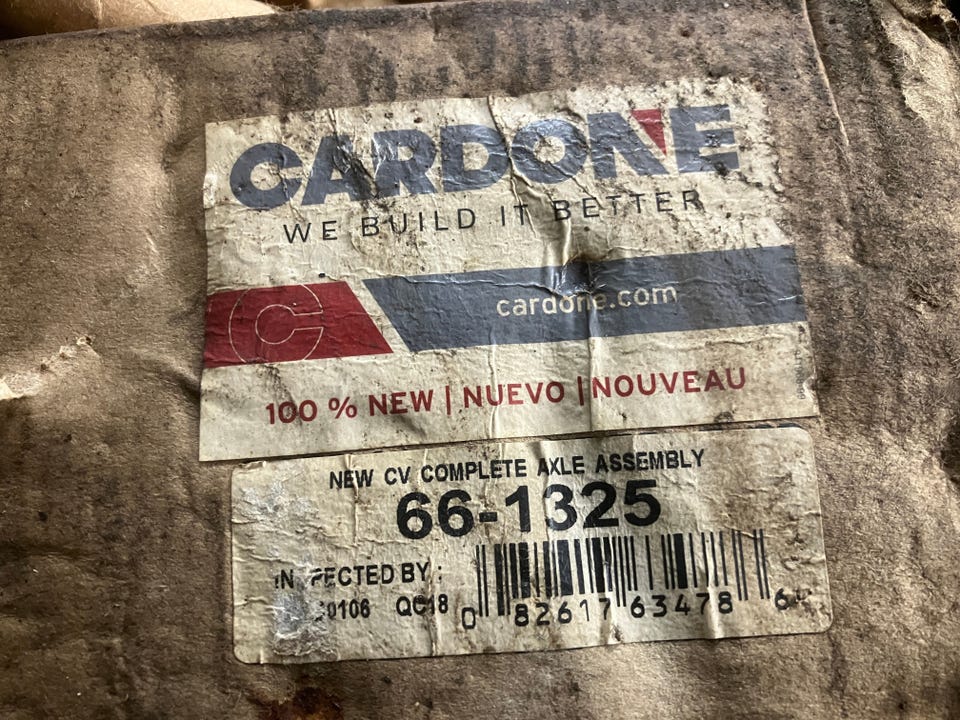 CARDONE
WE BUILD IT BETTER
C
cardone.com
100 % NEW | NUEVO | NOUVEAU
NEW CV COMPLETE AXLE ASSEMBLY
66-1325
BY :
QC18
0 82617 63478 6